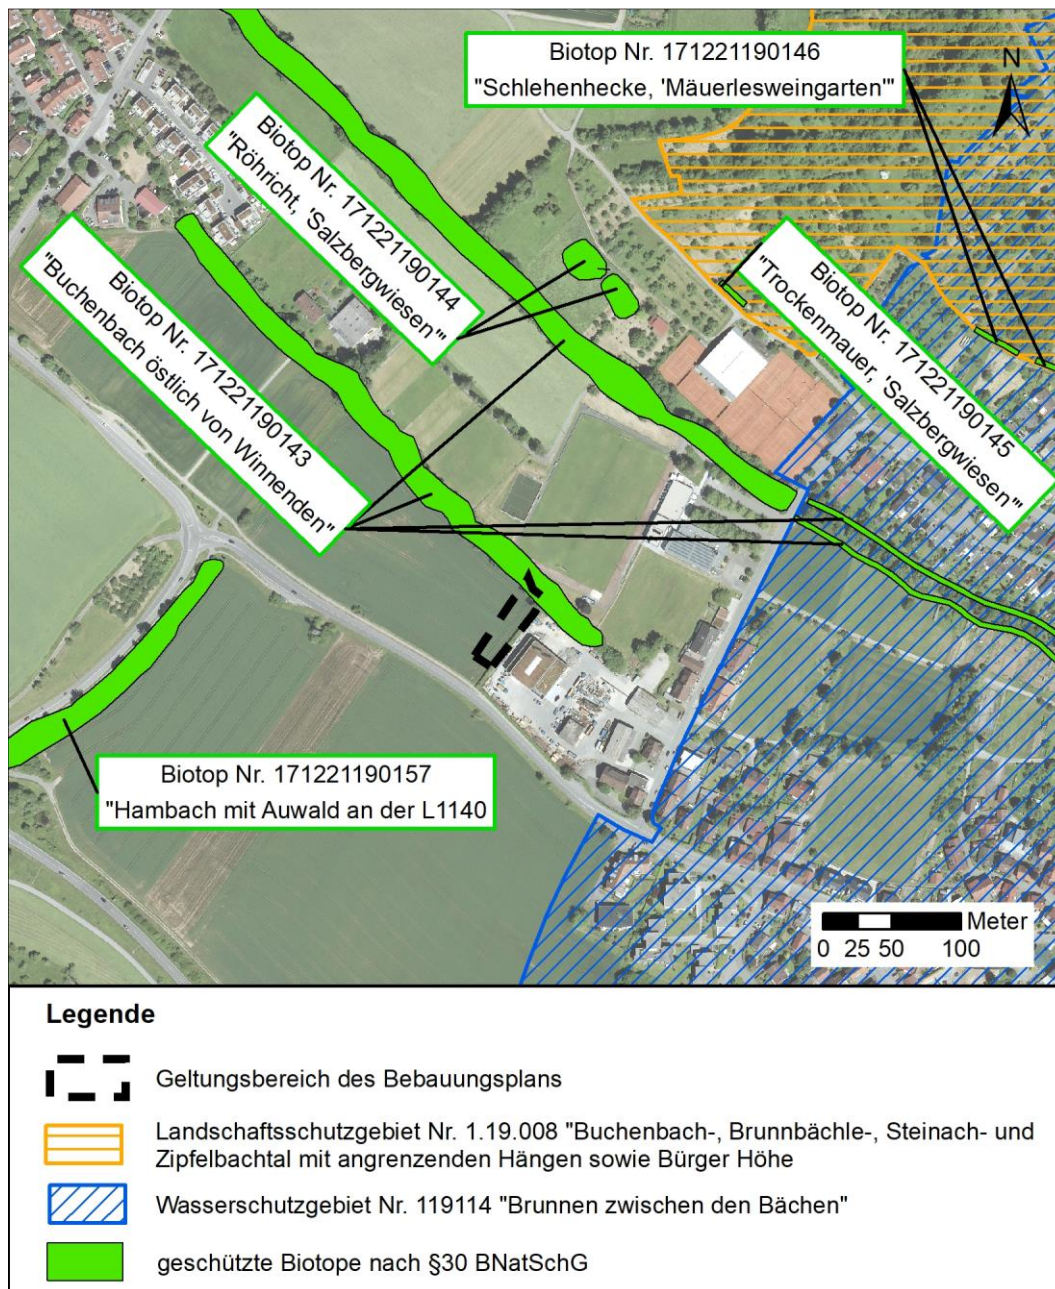 Biotop Nr. 171221190146
"Schlehenhecke, 'Mäuerlesweingarten'"
N
Biotop Nr. 171221190144
"Röhricht, 'Salzbergwiesen'"
Biotop Nr. 171221190143
"Buchenbach östlich von Winnenden"
Biotop Nr. 171221190145
"Trockenmauer, 'Salzbergwiesen'"
Biotop Nr. 171221190157
"Hambach mit Auwald an der L1140
Meter
0 25 50 100
Legende
Geltungsbereich des Bebauungsplans
Landschaftsschutzgebiet Nr. 1.19.008 "Buchenbach-, Brunnbächle-, Steinach- und
Zipfelbachtal mit angrenzenden Hängen sowie Bürger Höhe
Wasserschutzgebiet Nr. 119114 "Brunnen zwischen den Bächen"
geschützte Biotope nach §30 BNatSchG